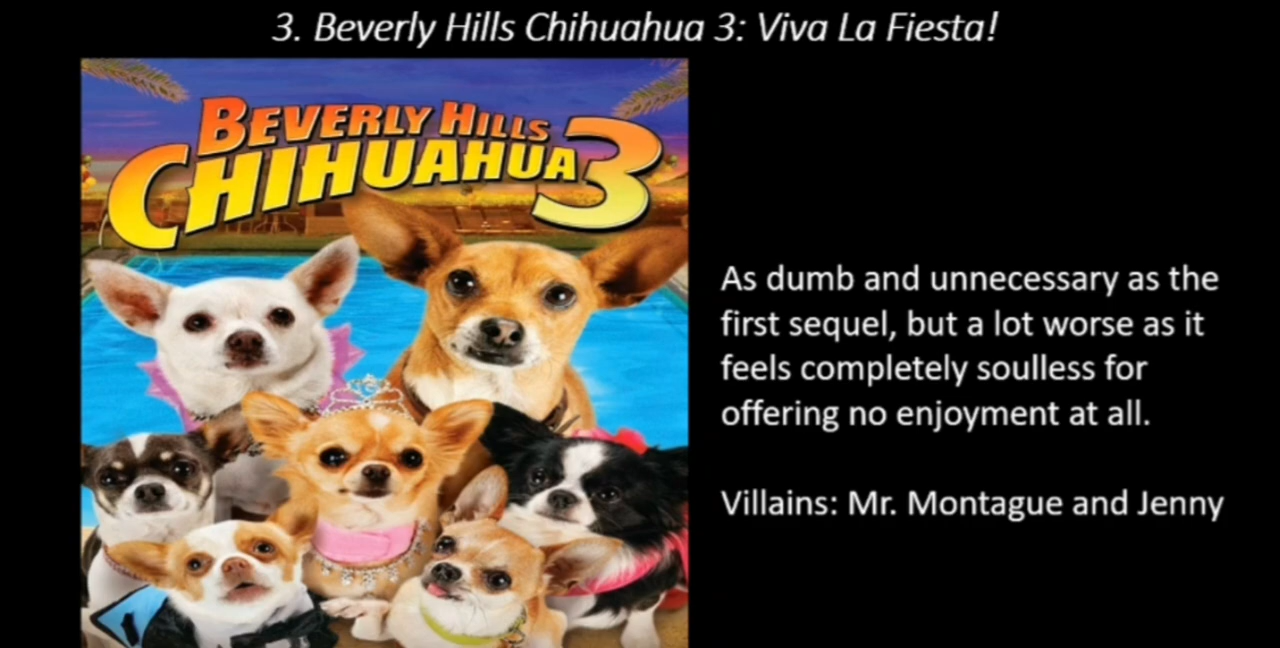 3. Beverly Hills Chihuahua 3: Viva La Fiesta!
BEVERLY HILLS
CHIHUAHUA 3
As dumb and unnecessary as the
first sequel, but a lot worse as it
feels completely soulless for
offering no enjoyment at all.
Villains: Mr. Montague and Jenny